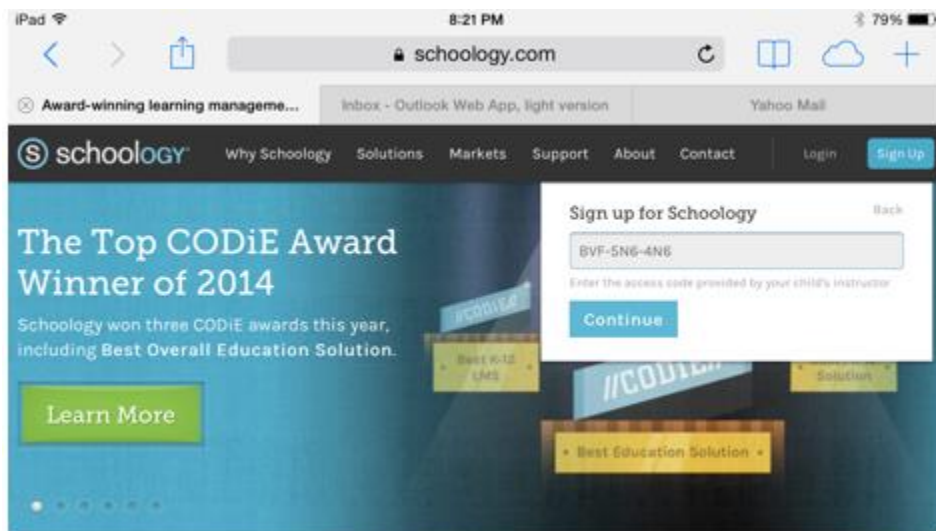 iPad
8:21 PM
79%
schoology.com
Award-winning learning manageme...
Inbox - Outlook Web App, light version
Yahoo Mail
S schoology
Why Schoology Solutions Markets Support About Contact Login Sign Up
The Top CODiE Award
Winner of 2014
Schoology won three CODiE awards this year,
including Best Overall Education Solution.
Learn More
Sign up for Schoology
Back
BVF-5N6-4N6
Enter the access code provided by your child's instructor
Continue
//CODiE//
Best K-12
LMS
//CODiE//
Solution
Best Education Solution